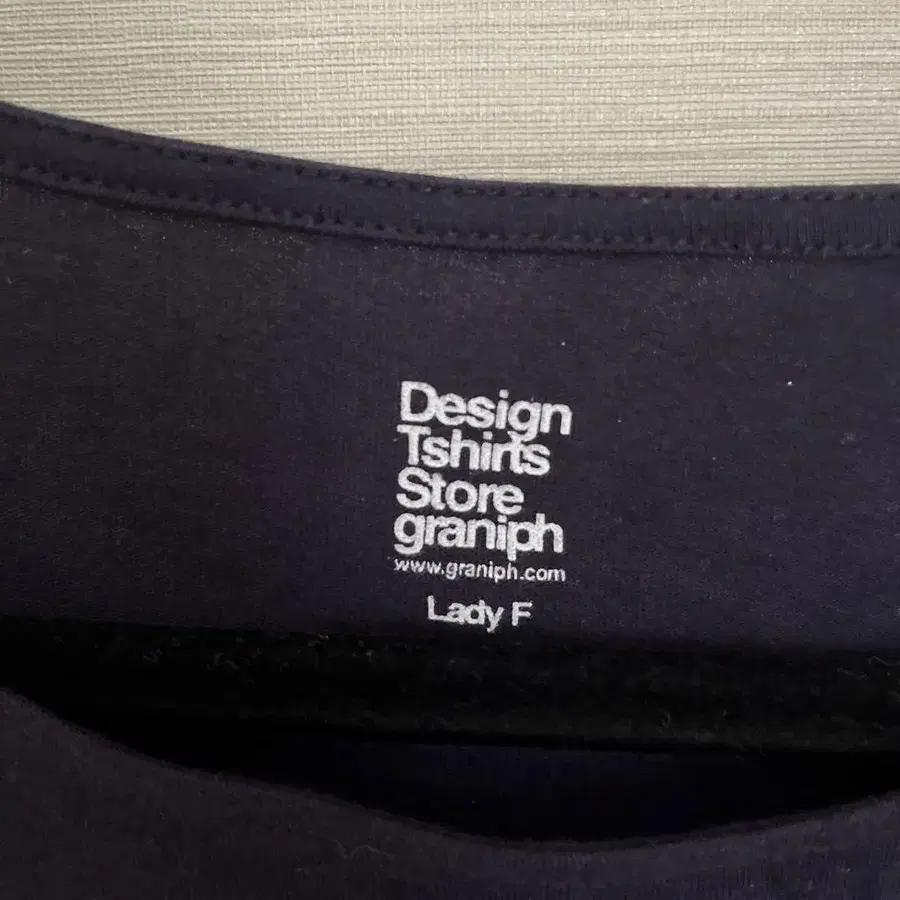 Design
Tshirts
Store
graniph
www.graniph.com
Lady F